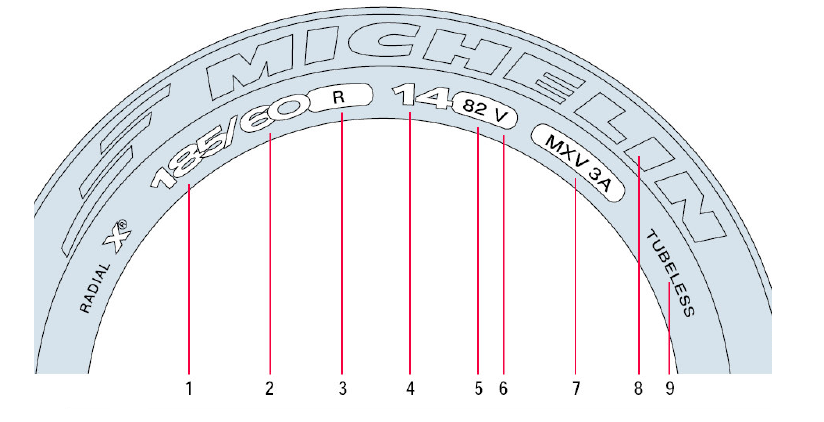 MICHELIN
185/60 R 14 82 V MXV 3A
RADIAL X®
TUBELESS
1 2 3 4 5 6 7 8 9